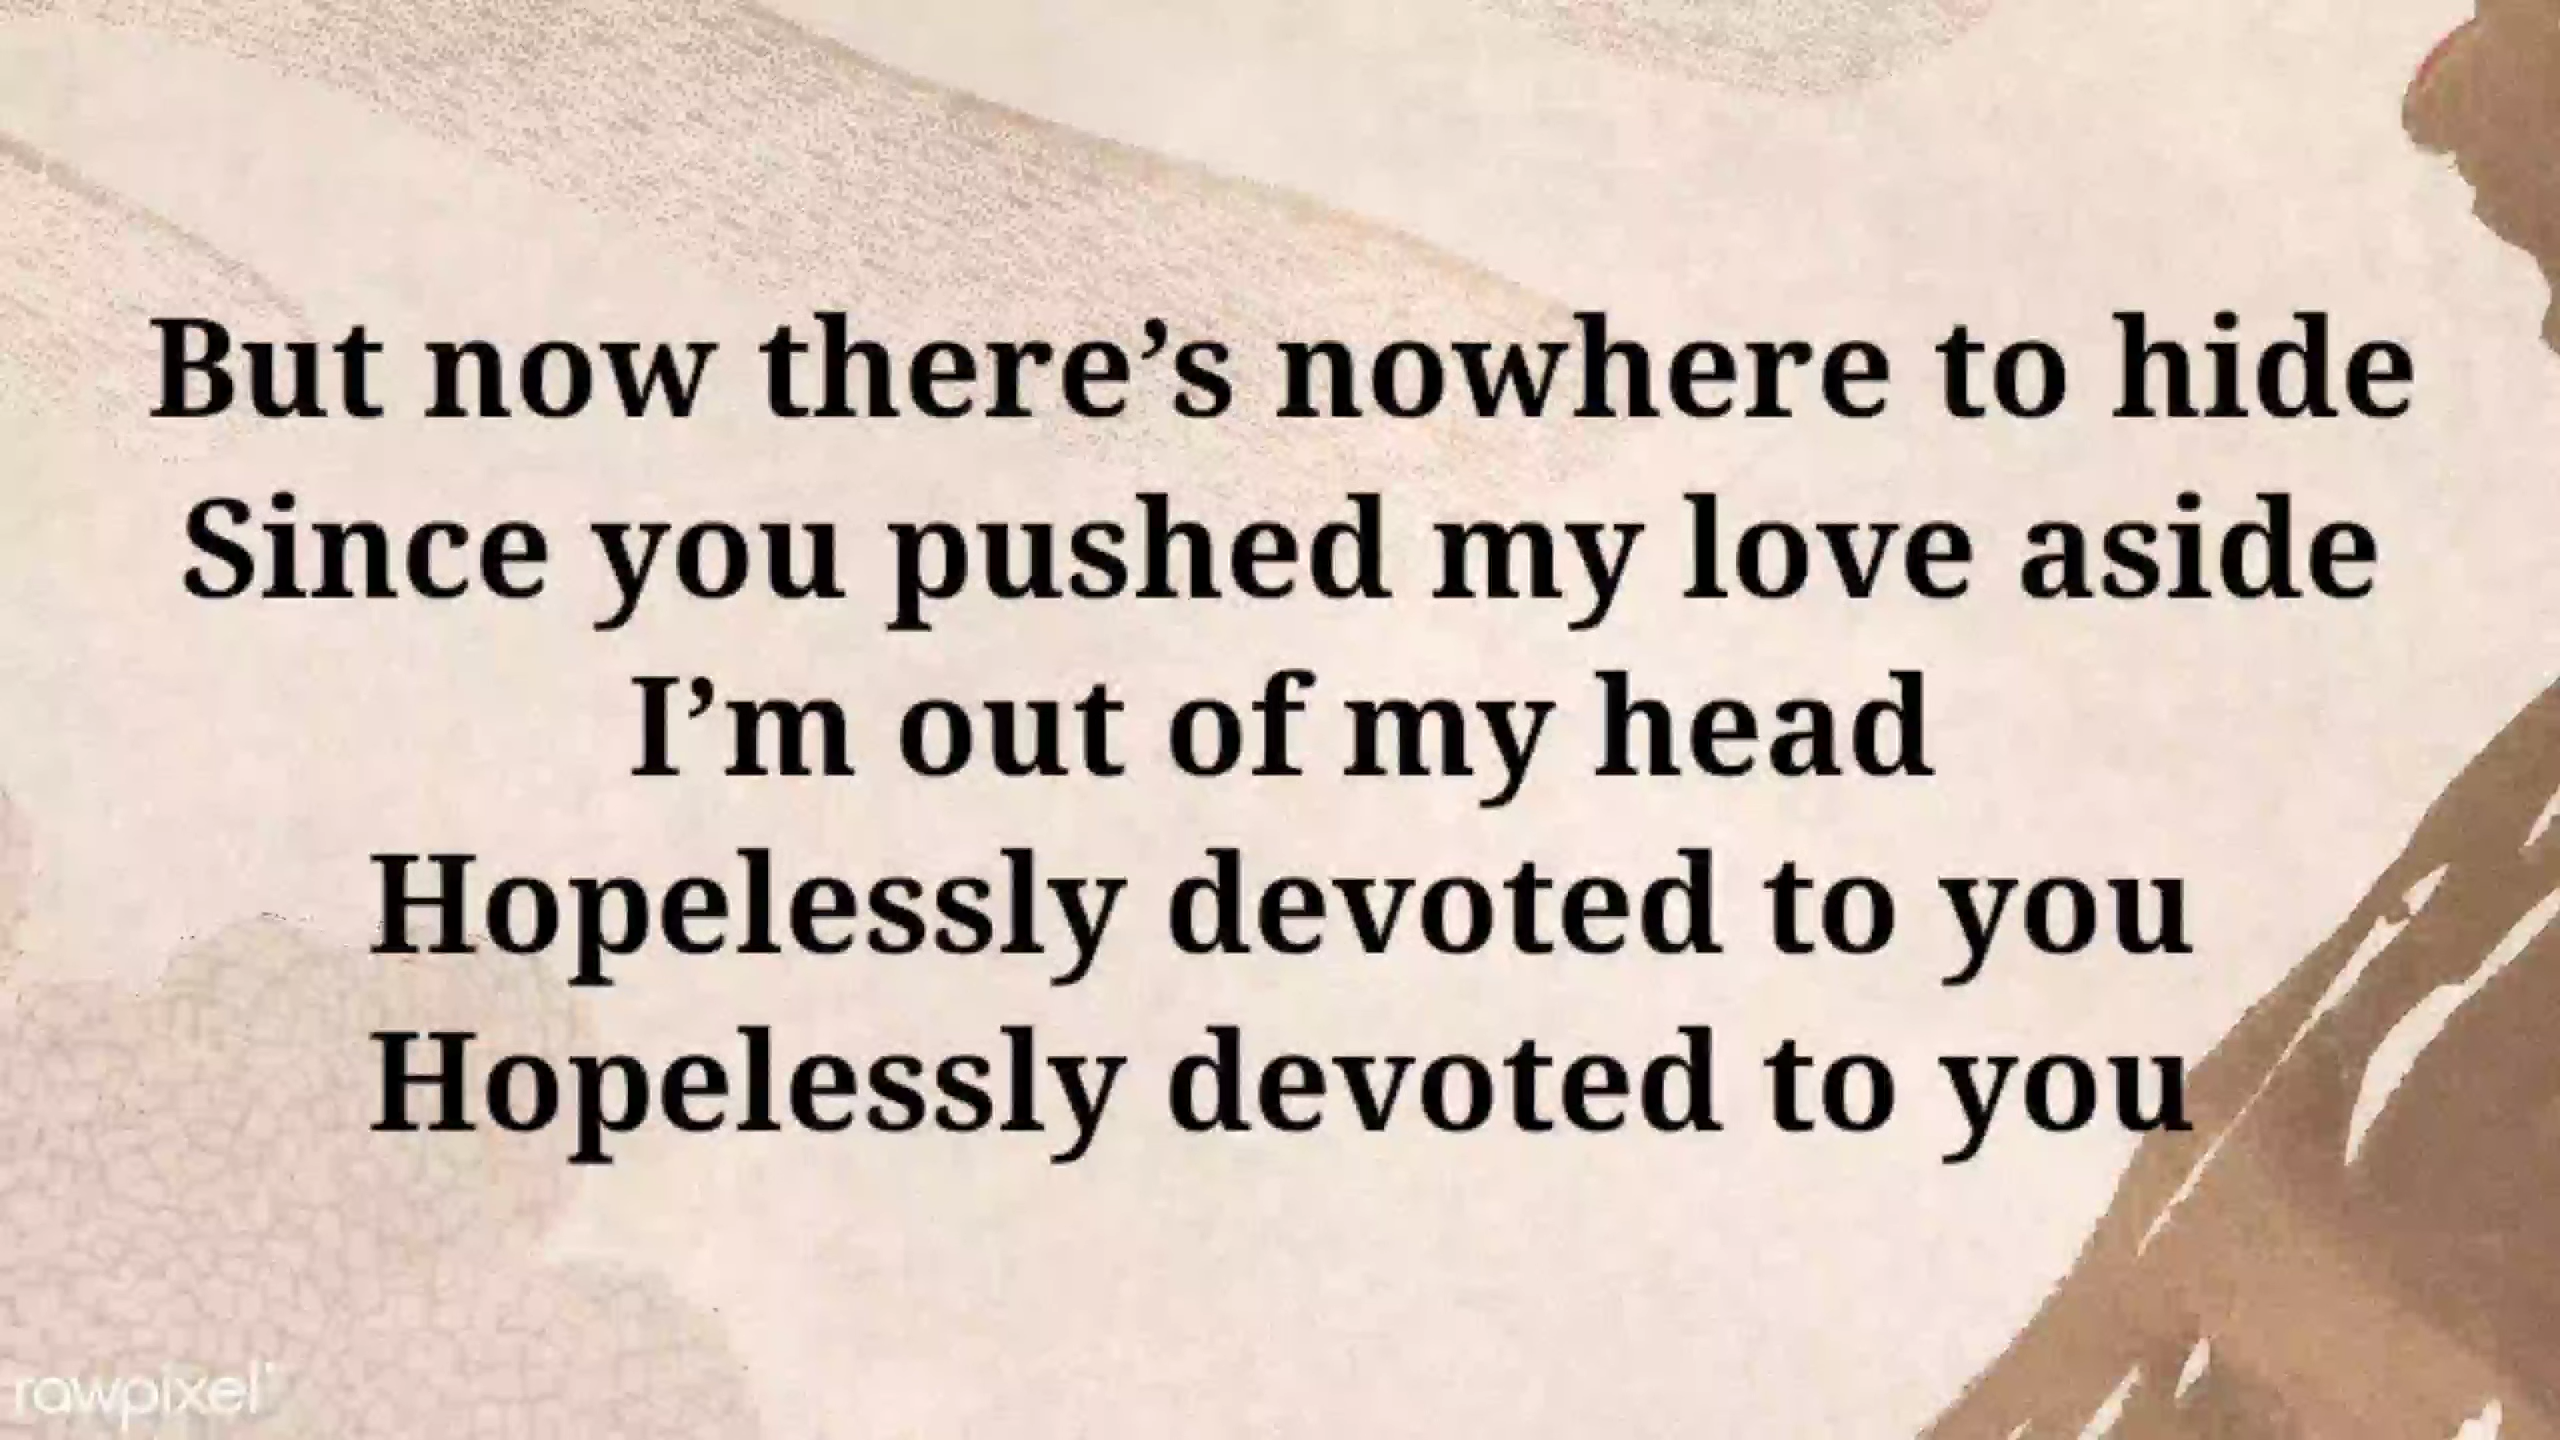 But now there’s nowhere to hide
Since you pushed my love aside
I’m out of my head
Hopelessly devoted to you
Hopelessly devoted to you
rawpixel